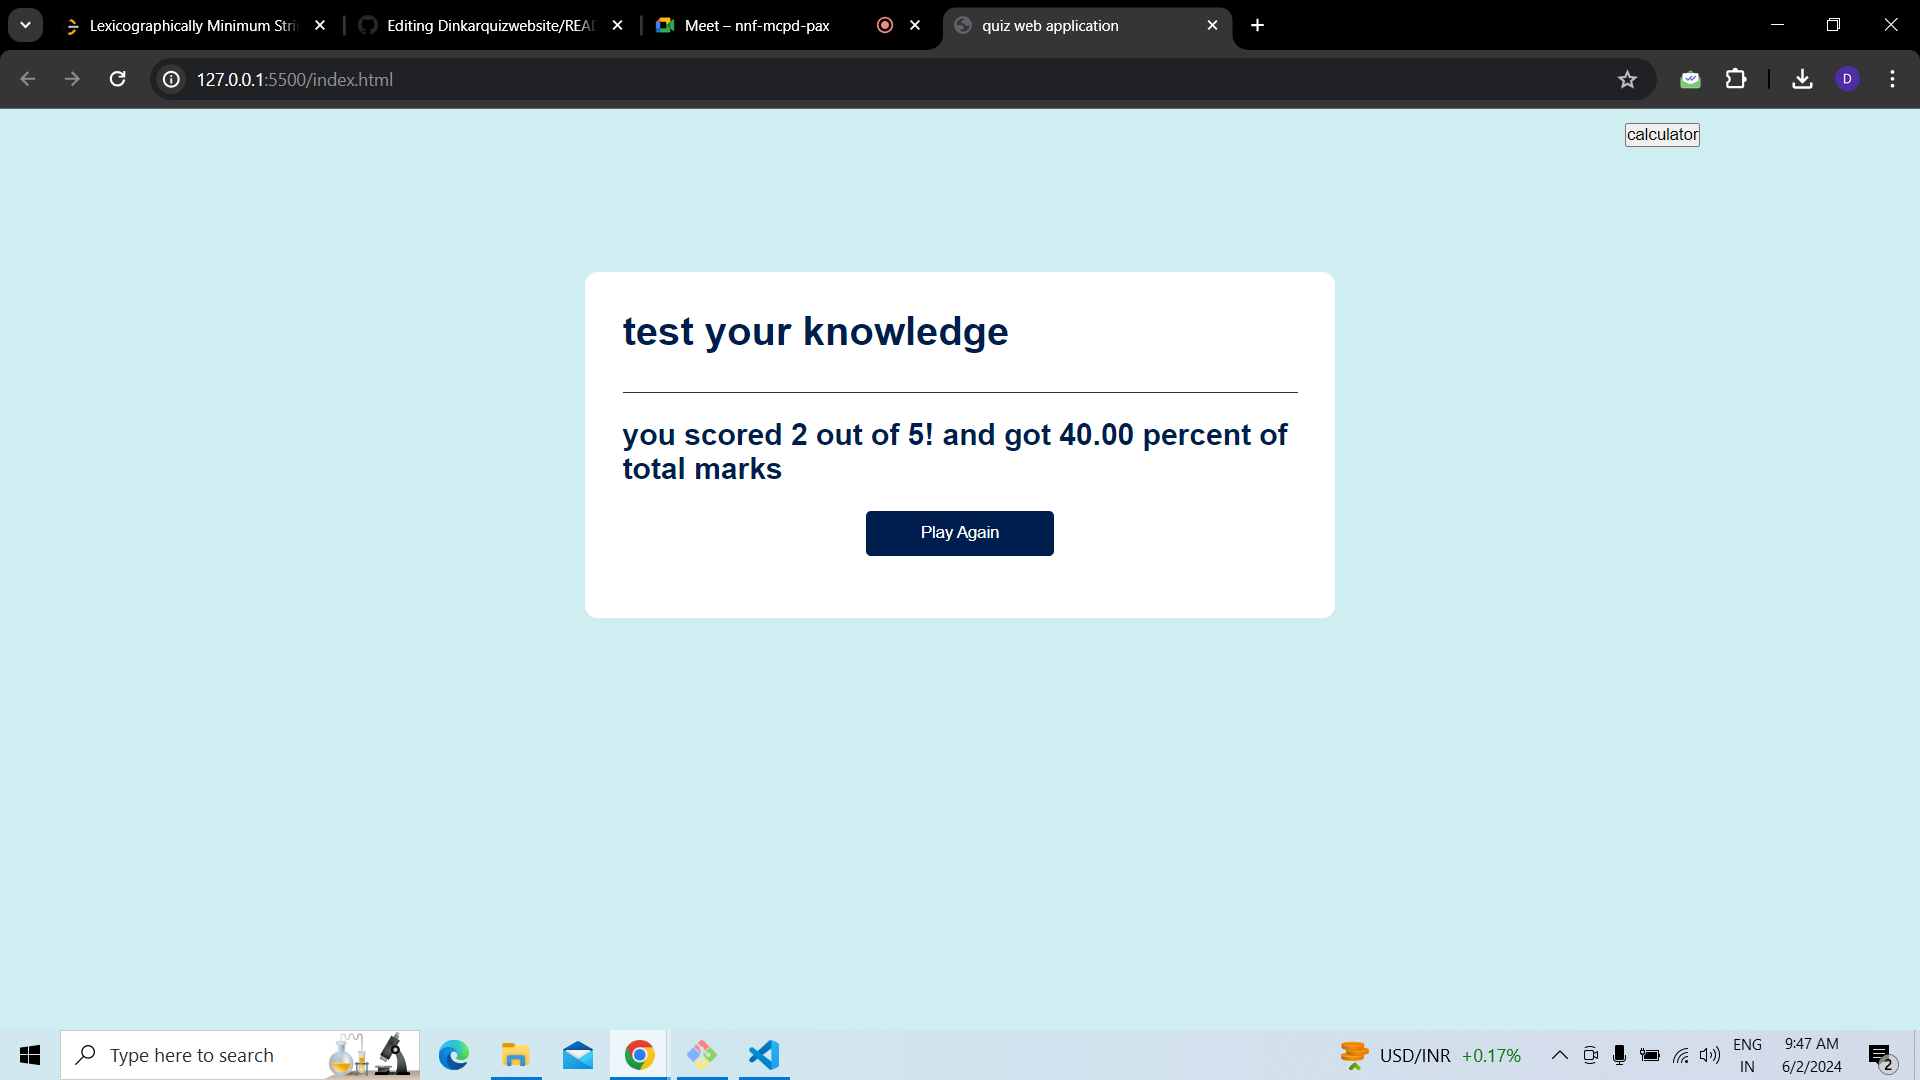 Lexicographically Minimum Stri
Editing Dinkarquizwebsite/REA
Meet – nnf-mcpd-pax
quiz web application
127.0.0.1:5500/index.html
D
calculator
test your knowledge
you scored 2 out of 5! and got 40.00 percent of
total marks
Play Again
Type here to search
USD/INR +0.17%
ENG
IN
9:47 AM
6/2/2024
2